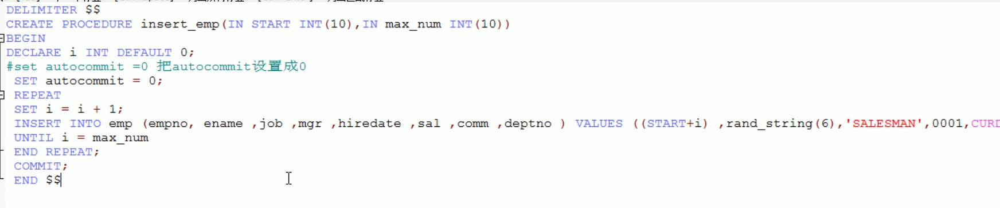 DELIMITER $$
CREATE PROCEDURE insert_emp(IN START INT(10),IN max_num INT(10))
BEGIN
DECLARE i INT DEFAULT 0;
#set autocommit =0 把autocommit设置成0
SET autocommit = 0;
REPEAT
SET i = i + 1;
INSERT INTO emp (empno, ename ,job ,mgr ,hiredate ,sal ,comm ,deptno ) VALUES ((START+i) ,rand_string(6),'SALESMAN',0001,CURD
UNTIL i = max_num
END REPEAT;
COMMIT;
END $$